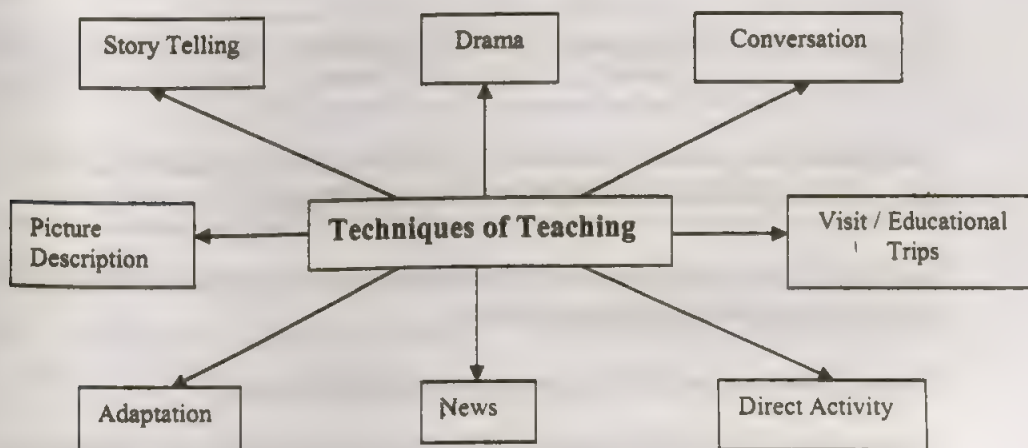 Story Telling
Drama
Conversation
Picture
Description
Techniques of Teaching
Visit / Educational
Trips
Adaptation
News
Direct Activity